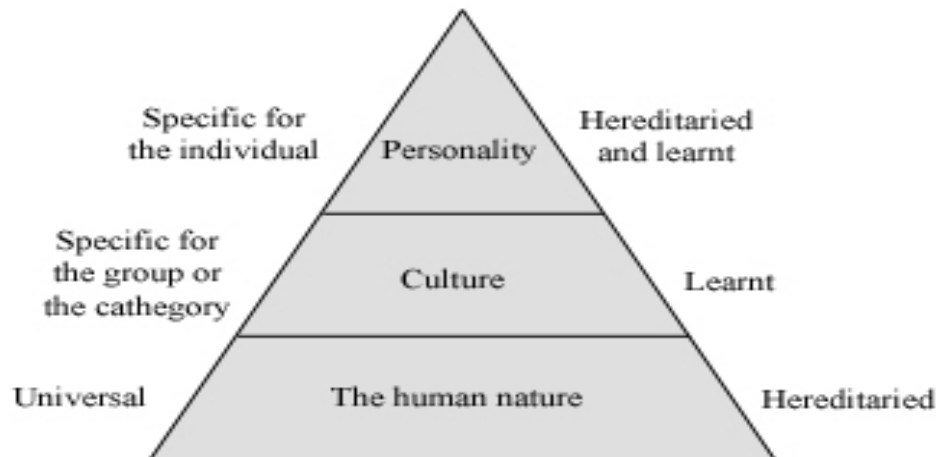 Specific for
the individual
Personality
Hereditaried
and learnt
Specific for
the group or
the cathegory
Culture
Learnt
Universal
The human nature
Hereditaried